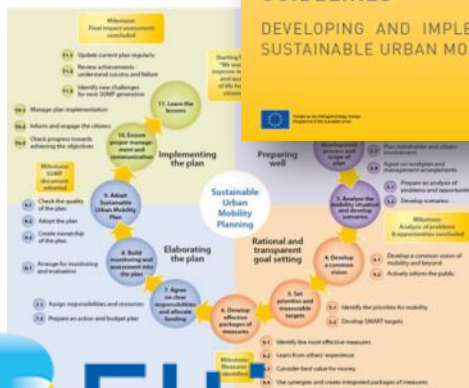 GUIDELINES
DEVELOPING AND IMPLE
SUSTAINABLE URBAN MO
Milestone:
Final impact assessment
concluded
11.1 Update current plan regularly
11.2 Review achievements -
understand success and failure
11.3 Identify new challenges
for next SUMP generation
11. Learn the
lessons
10.1 Manage plan implementation
10.2 Inform and engage the citizens
10.3 Check progress towards
achieving the objectives
10. Ensure
proper manage-
ment and
communication
Implementing
the plan
Preparing
well
Milestone:
SUMP
document
adopted
9.1 Check the quality
of the plan
9.2 Adopt the plan
9.3 Create ownership
of the plan
9. Adopt
Sustainable
Urban Mobility
Plan
Sustainable
Urban
Mobility
Planning
process and
scope of
plan
Plan stakeholder and citizen
involvement
Agree on workplan and
management arrangements
3.1 Prepare an analysis of
problems and opportunities
3.2 Develop scenarios
3. Analyse the
mobility situation
and develop
scenarios
Milestone:
Analysis of problems
& opportunities concluded
8.1 Arrange for monitoring
and evaluation
8. Build
monitoring and
assessment into
the plan
Elaborating
the plan
Rational and
transparent
goal setting
4. Develop
a common
vision
4.1 Develop a common vision of
mobility and beyond
4.2 Actively inform the public
7.1 Assign responsibilities and resources
7.2 Prepare an action and budget plan
7. Agree
on clear
responsibilities
and allocate
funding
6. Develop
effective
packages of
measures
5. Set
priorities and
measurable
targets
5.1 Identify the priorities for mobility
5.2 Develop SMART targets
Milestone:
Measures
identified
6.1 Identify the most effective measures
6.2 Learn from others' experience
6.3 Consider best value for money
6.4 Use synergies and create integrated packages of measures